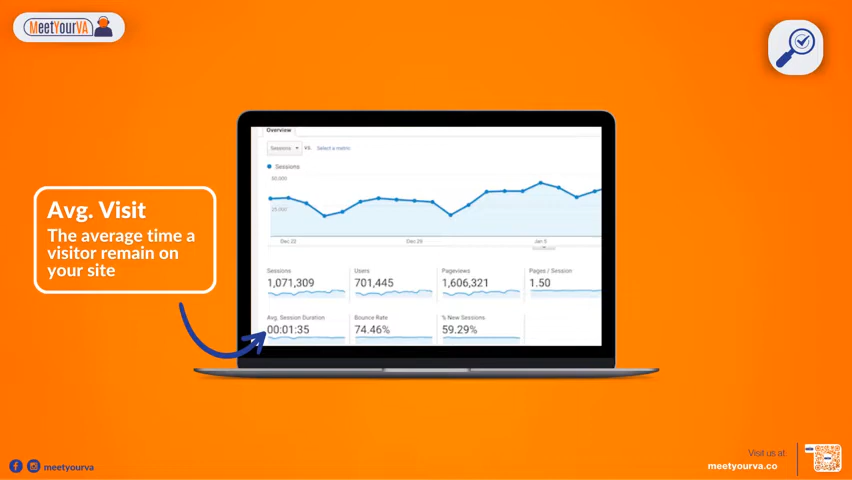 MeetYourVA
Overview
Sessions VS. Select a metric
Sessions
50,000
25,000
Dec 22 Dec 29 Jan 5
Avg. Visit
The average time a
visitor remain on
your site
Sessions Users Pageviews Pages / Session
1,071,309 701,445 1,606,321 1.50
Avg. Session Duration Bounce Rate % New Sessions
00:01:35 74.46% 59.29%
meetyourva
Visit us at
meetyourva.co